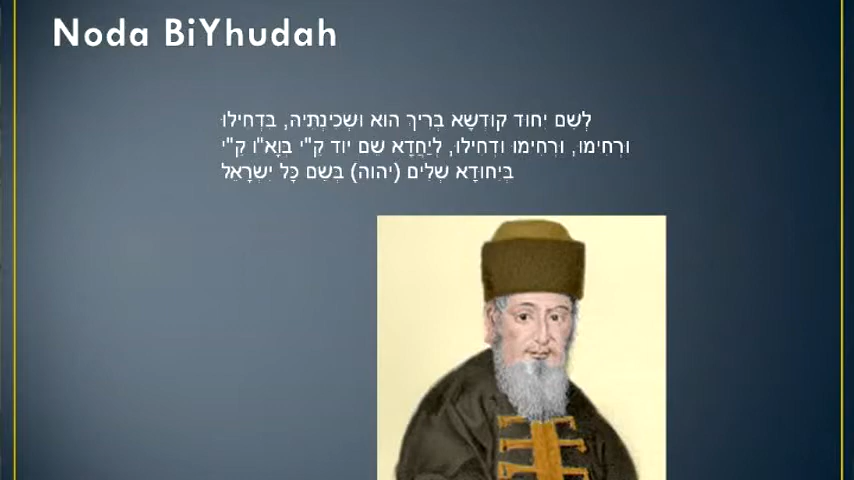 Noda BiYhudah
לְשֵׁם יִחוּד קוּדְשָׁא בְּרִיךְ הוּא וּשְׁכִינְתֵּיהּ, בִּדְחִילוּ
וּרְחִימוּ, וּרְחִימוּ וּדְחִילוּ, לְיַחֲדָא שֵׁם יוּד קֵ"י בְּוָא"ו קֵ"י
בְּיִחוּדָא שְׁלִים (יהוה) בְּשֵׁם כָּל יִשְׂרָאֵל